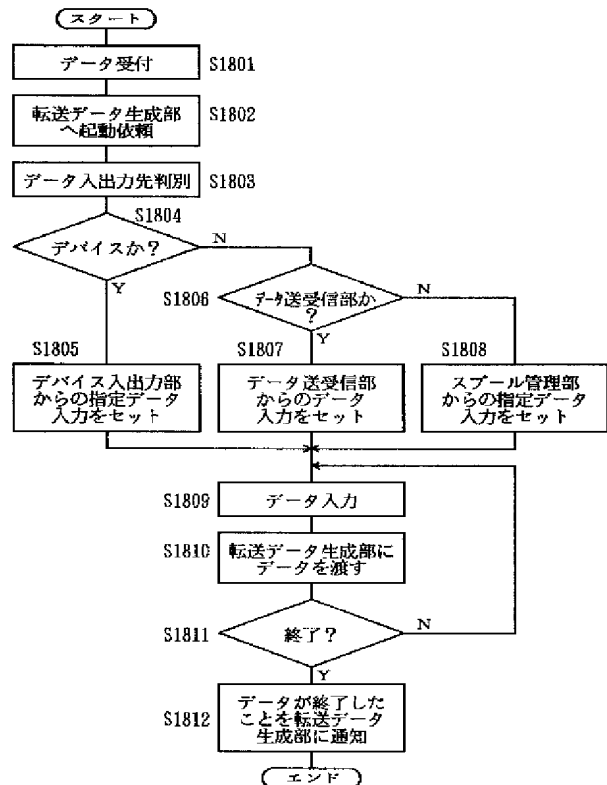 スタート
データ受付
S1801
転送データ生成部
へ起動依頼
S1802
データ入出力先判別
S1803
S1804
デバイスか?
N
Y
S1806
データ送受信部か
?
N
Y
S1805
デバイス入出力部
からの指定データ
入力をセット
S1807
データ送受信部
からのデータ
入力をセット
S1808
スプール管理部
からの指定データ
入力をセット
S1809
データ入力
S1810
転送データ生成部に
データを渡す
S1811
終了?
N
Y
S1812
データが終了した
ことを転送データ
生成部に通知
エンド